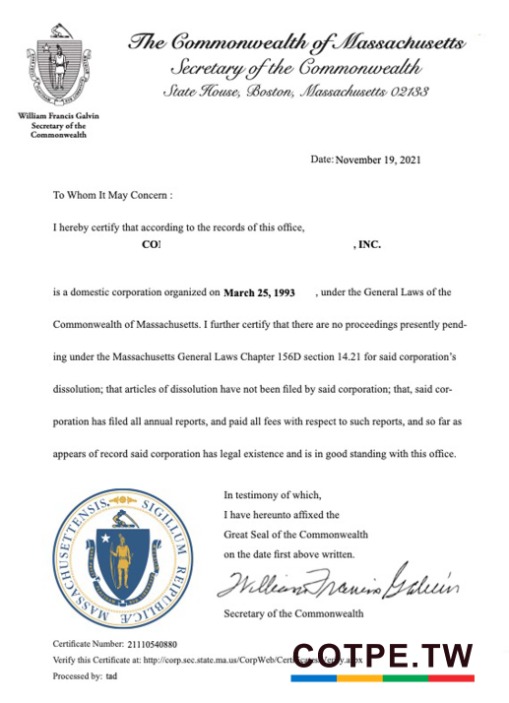 The Commonwealth of Massachusetts
Secretary of the Commonwealth
State House, Boston, Massachusetts 02133
William Francis Galvin
Secretary of the
Commonwealth
Date: November 19, 2021
To Whom It May Concern :
I hereby certify that according to the records of this office,
, INC.
is a domestic corporation organized on March 25, 1993 , under the General Laws of the
Commonwealth of Massachusetts. I further certify that there are no proceedings presently pend-
ing under the Massachusetts General Laws Chapter 156D section 14.21 for said corporation's
dissolution; that articles of dissolution have not been filed by said corporation; that, said cor-
poration has filed all annual reports, and paid all fees with respect to such reports, and so far as
appears of record said corporation has legal existence and is in good standing with this office.
In testimony of which,
I have hereunto affixed the
Great Seal of the Commonwealth
on the date first above written.
SIGILLUM REIPUBLICÆ MASSACHUSETTENSIS
William Francis Galvin
Secretary of the Commonwealth
Certificate Number: 21110540880
Verify this Certificate at: http://corp.sec.state.ma.us/CorpWeb/
Processed by: tad
COTPE.TW